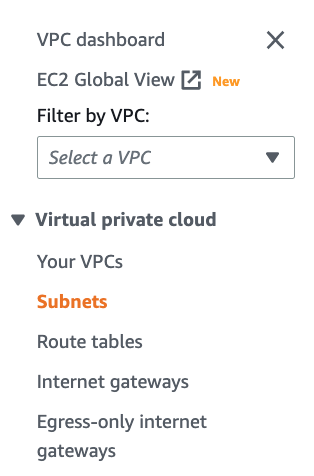 VPC dashboard
EC2 Global View New
Filter by VPC:
Select a VPC
Virtual private cloud
Your VPCs
Subnets
Route tables
Internet gateways
Egress-only internet
gateways